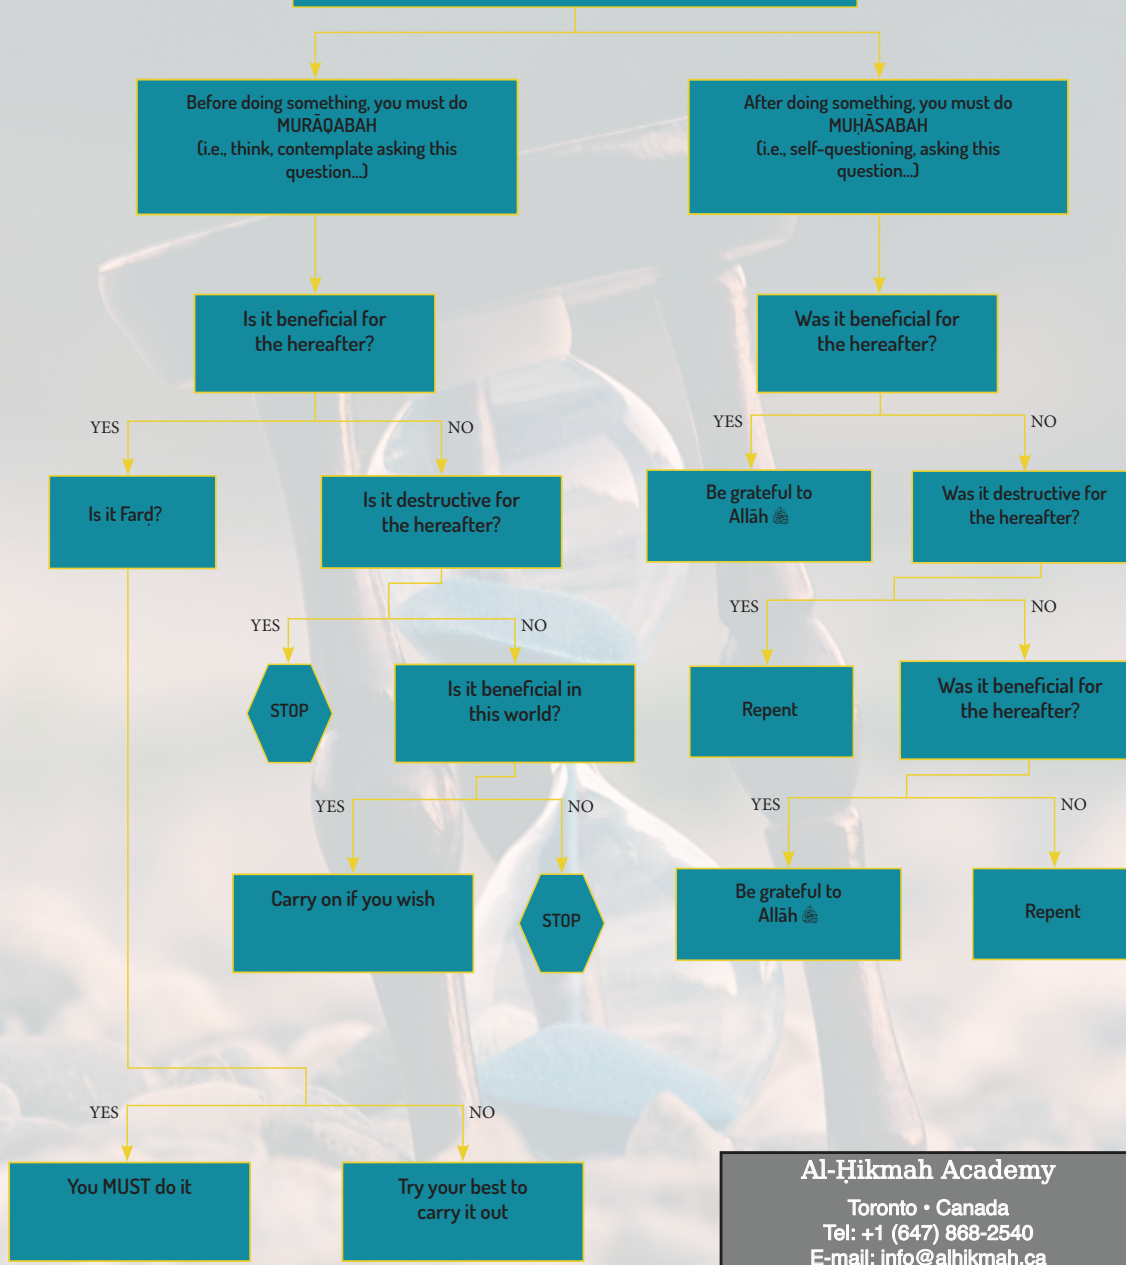 Before doing something, you must do
MURĀQABAH
(i.e., think, contemplate asking this
question...)
After doing something, you must do
MUḤĀSABAH
(i.e., self-questioning, asking this
question...)
Is it beneficial for
the hereafter?
Was it beneficial for
the hereafter?
YES
NO
YES
NO
Is it Farḍ?
Is it destructive for
the hereafter?
Be grateful to
Allāh ﷻ
Was it destructive for
the hereafter?
YES
NO
YES
NO
STOP
Is it beneficial in
this world?
Repent
Was it beneficial for
the hereafter?
YES
NO
YES
NO
Carry on if you wish
STOP
Be grateful to
Allāh ﷻ
Repent
YES
NO
You MUST do it
Try your best to
carry it out
Al-Ḥikmah Academy
Toronto • Canada
Tel: +1 (647) 868-2540
E-mail: info@alhikmah.ca